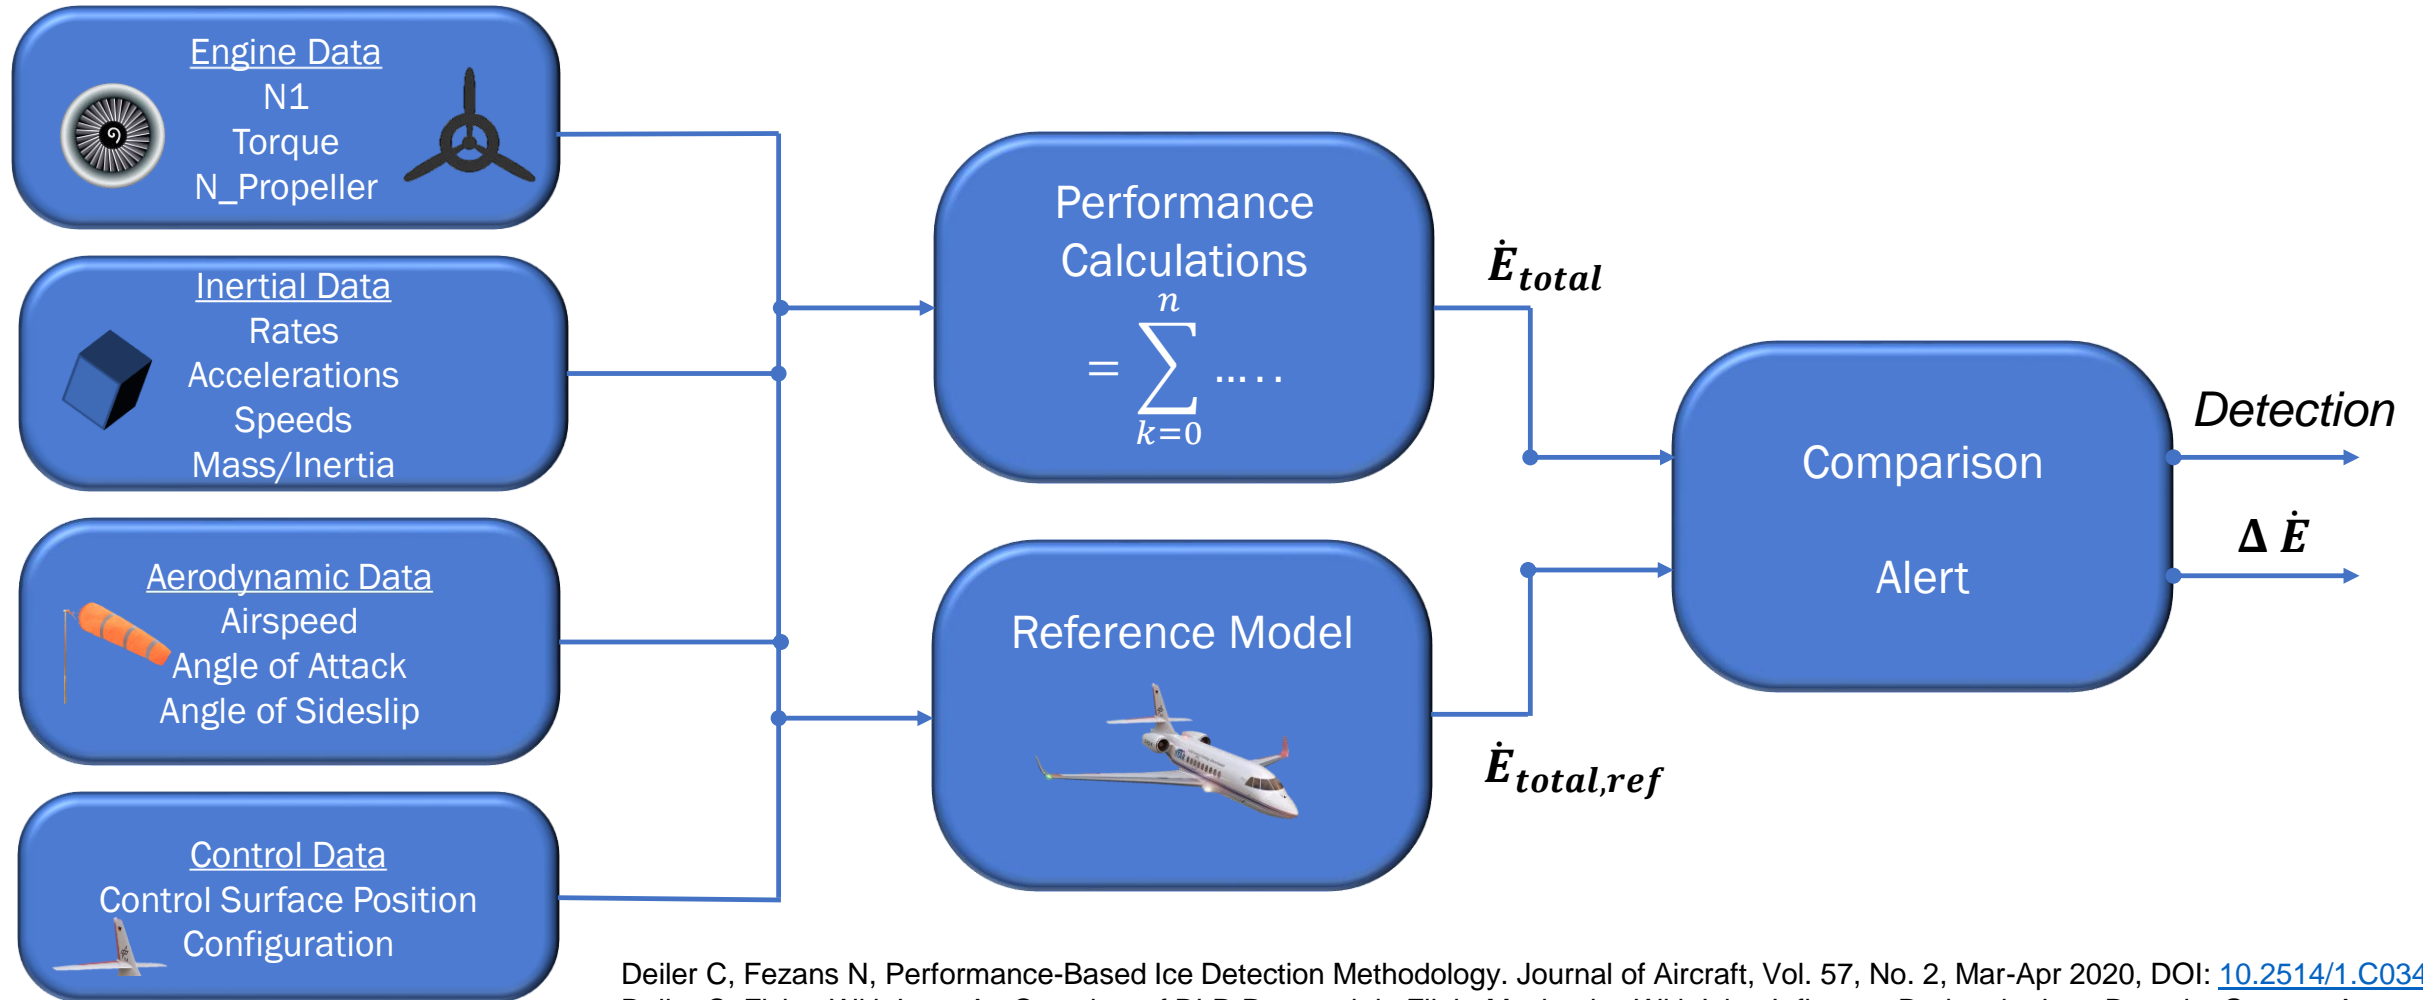 Engine Data
N1
Torque
N_Propeller
Inertial Data
Rates
Accelerations
Speeds
Mass/Inertia
Aerodynamic Data
Airspeed
Angle of Attack
Angle of Sideslip
Control Data
Control Surface Position
Configuration
Performance
Calculations
n
= ∑ … . .
k=0
Reference Model
Ė_total
Ė_total,ref
Comparison
Alert
Detection
Δ Ė
Deiler C, Fezans N, Performance-Based Ice Detection Methodology. Journal of Aircraft, Vol. 57, No. 2, Mar-Apr 2020, DOI: 10.2514/1.C034